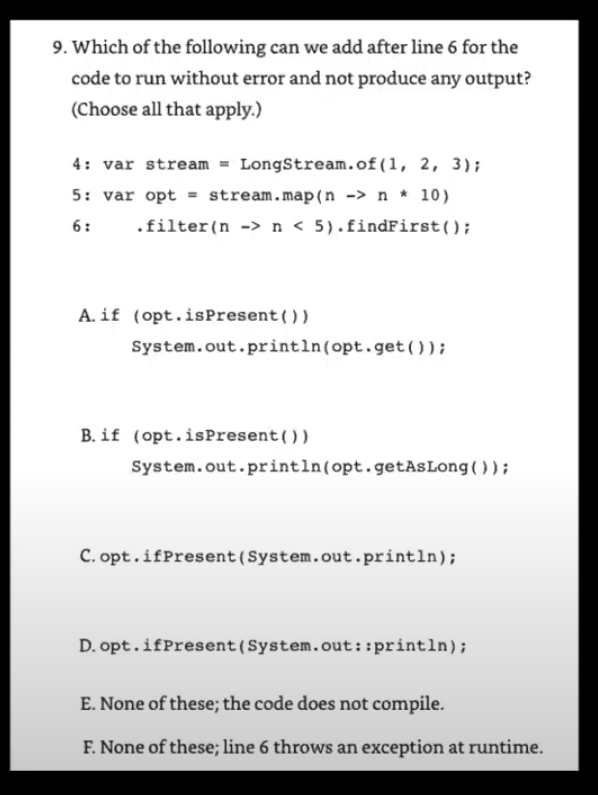 9. Which of the following can we add after line 6 for the
code to run without error and not produce any output?
(Choose all that apply.)
4: var stream = LongStream.of(1, 2, 3);
5: var opt = stream.map(n -> n * 10)
6: .filter(n -> n < 5).findFirst();
A. if (opt.isPresent())
System.out.println(opt.get());
B. if (opt.isPresent())
System.out.println(opt.getAsLong());
C. opt.ifPresent(System.out.println);
D. opt.ifPresent(System.out::println);
E. None of these; the code does not compile.
F. None of these; line 6 throws an exception at runtime.